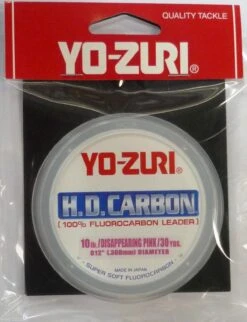 QUALITY TACKLE
YO-ZURI®
YO-ZURI®
H.D.CARBON
[100% FLUOROCARBON LEADER]
10 lb./DISAPPEARING PINK/30 YDS.
.012" (.308mm) DIAMETER
MADE IN JAPAN
SUPER SOFT FLUOROCARBON